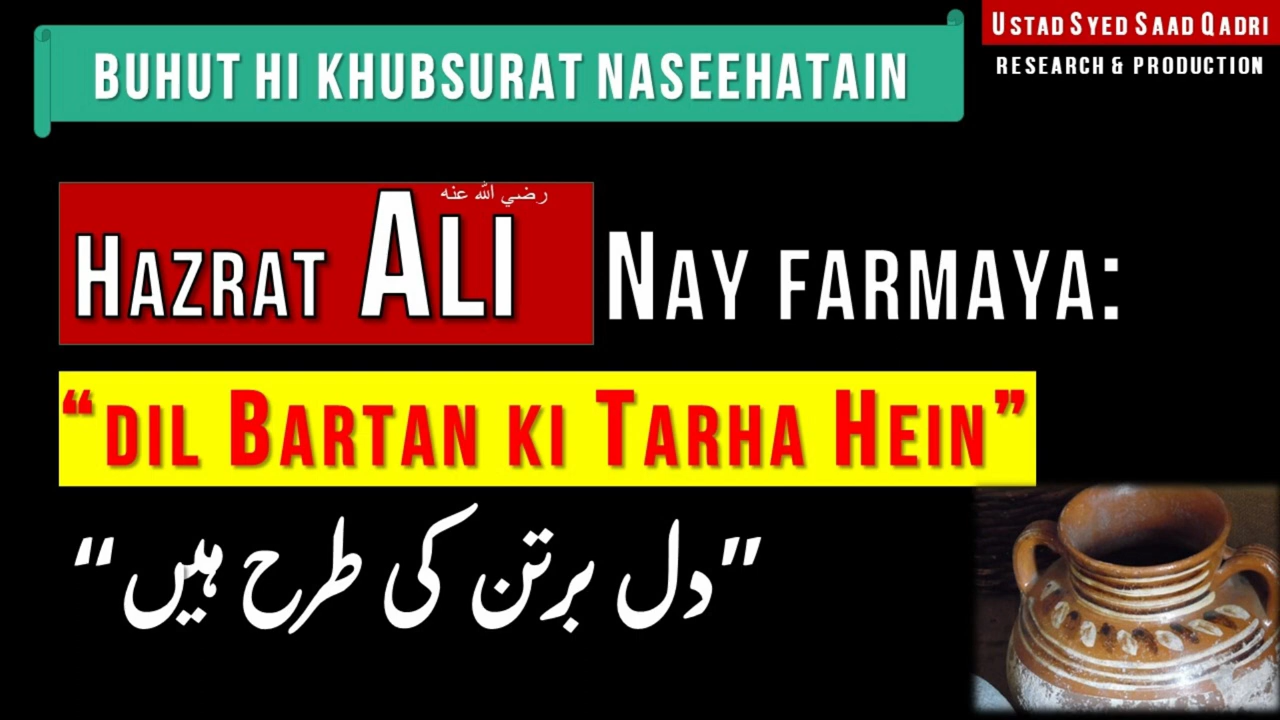 USTAD SYED SAAD QADRI
RESEARCH & PRODUCTION
BUHUT HI KHUBSURAT NASEEHATAIN
رضي الله عنه
HAZRAT ALI NAY FARMAYA:
“DIL BARTAN KI TARHA HEIN”
”دل برتن کی طرح ہیں“